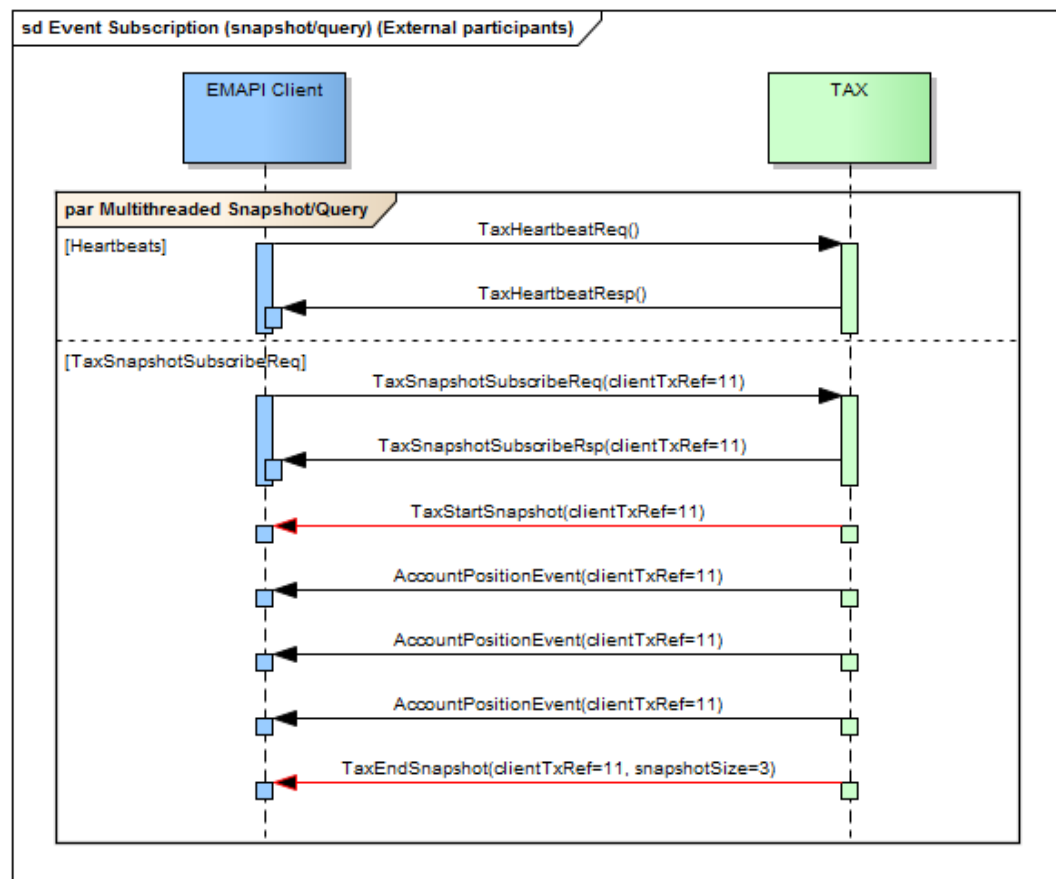 sd Event Subscription (snapshot/query) (External participants)
EMAPI Client
TAX
par Multithreaded Snapshot/Query
[Heartbeats]
TaxHeartbeatReq()
TaxHeartbeatResp()
[TaxSnapshotSubscribeReq]
TaxSnapshotSubscribeReq(clientTxRef=11)
TaxSnapshotSubscribeRsp(clientTxRef=11)
TaxStartSnapshot(clientTxRef=11)
AccountPositionEvent(clientTxRef=11)
AccountPositionEvent(clientTxRef=11)
AccountPositionEvent(clientTxRef=11)
TaxEndSnapshot(clientTxRef=11, snapshotSize=3)